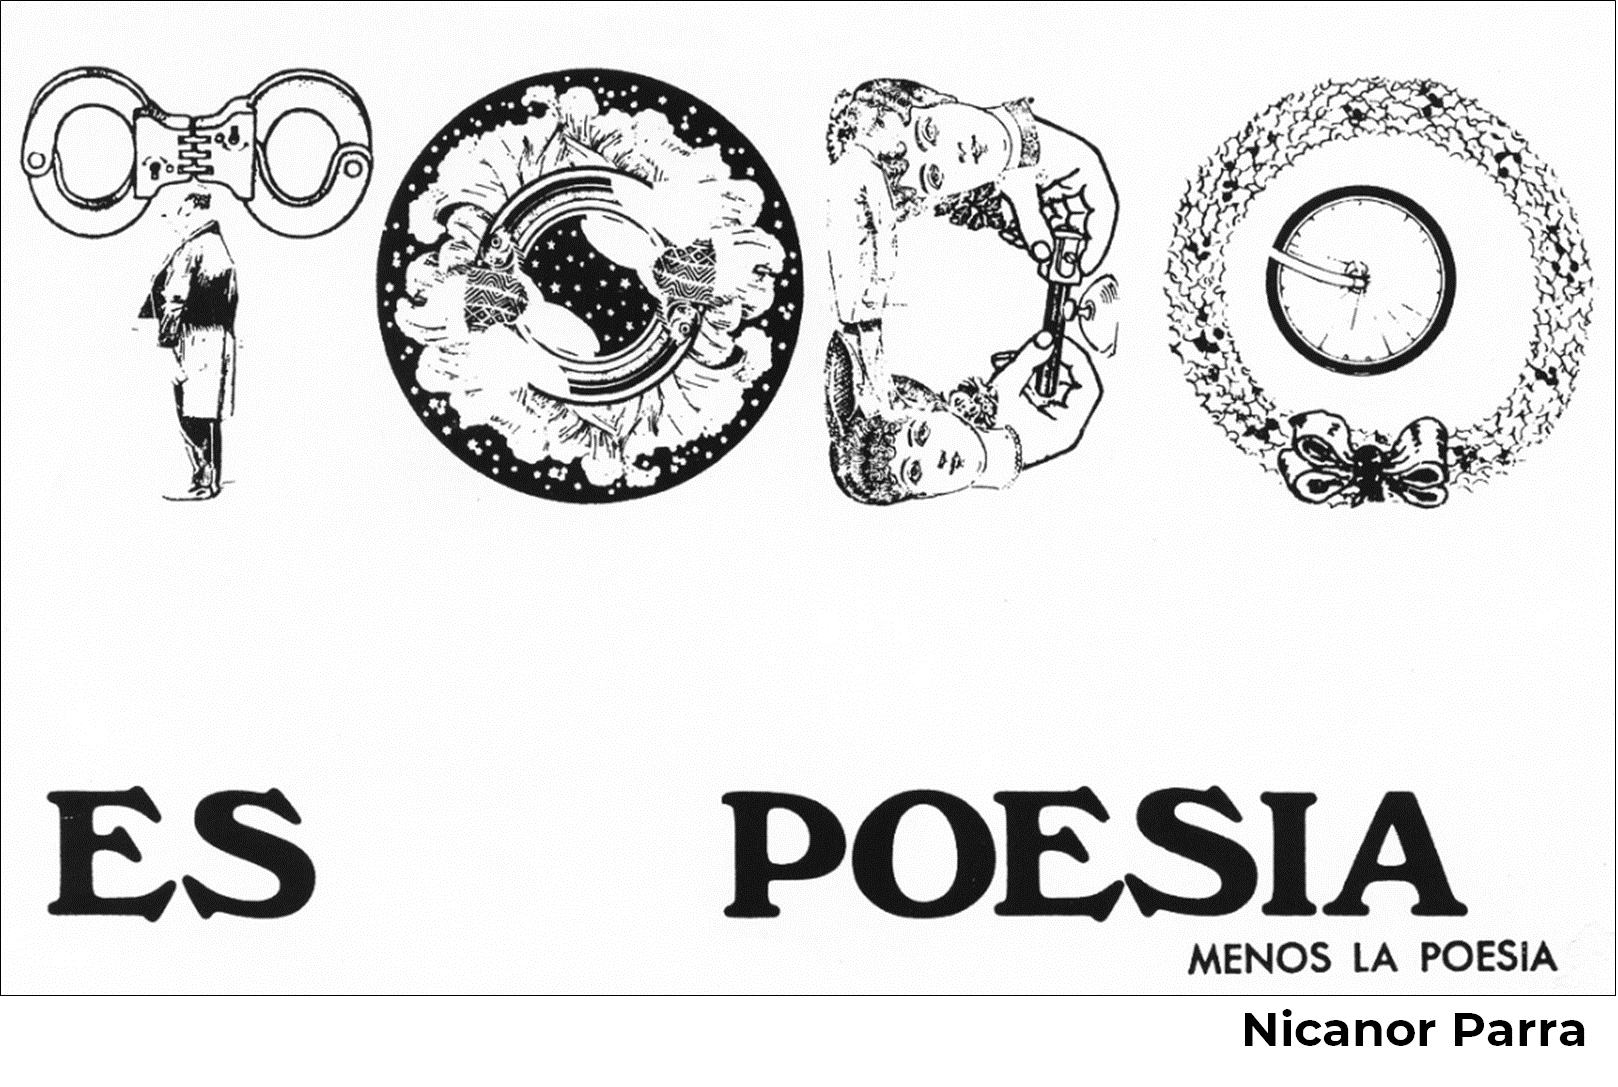 TODO
ES POESIA
MENOS LA POESIA
Nicanor Parra